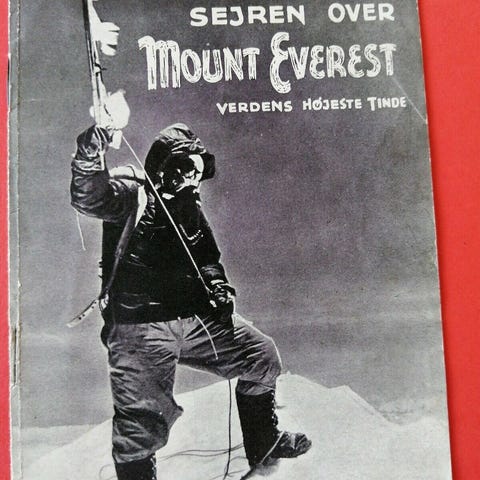 SEJREN OVER
MOUNT EVEREST
VERDENS HØJESTE TINDE